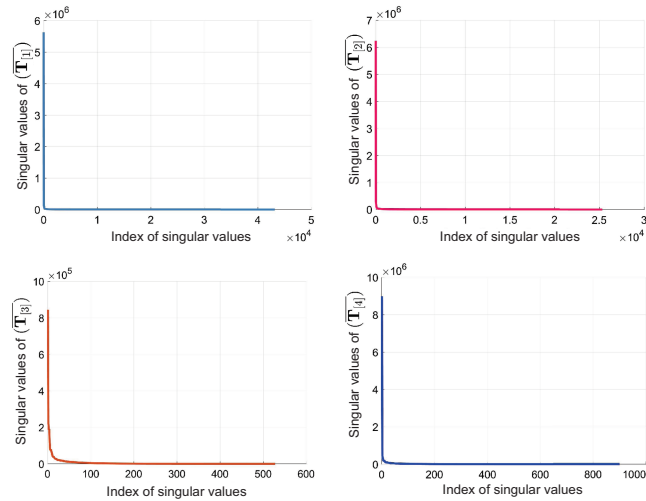 ×10⁶
6
5
4
3
2
1
0
Singular values of (T̅[1])
0 1 2 3 4 5
Index of singular values ×10⁴
×10⁶
7
6
5
4
3
2
1
0
Singular values of (T̅[2])
0 0.5 1 1.5 2 2.5 3
Index of singular values ×10⁴
×10⁵
10
8
6
4
2
0
Singular values of (T̅[3])
0 100 200 300 400 500 600
Index of singular values
×10⁶
10
8
6
4
2
0
Singular values of (T̅[4])
0 200 400 600 800 1000
Index of singular values